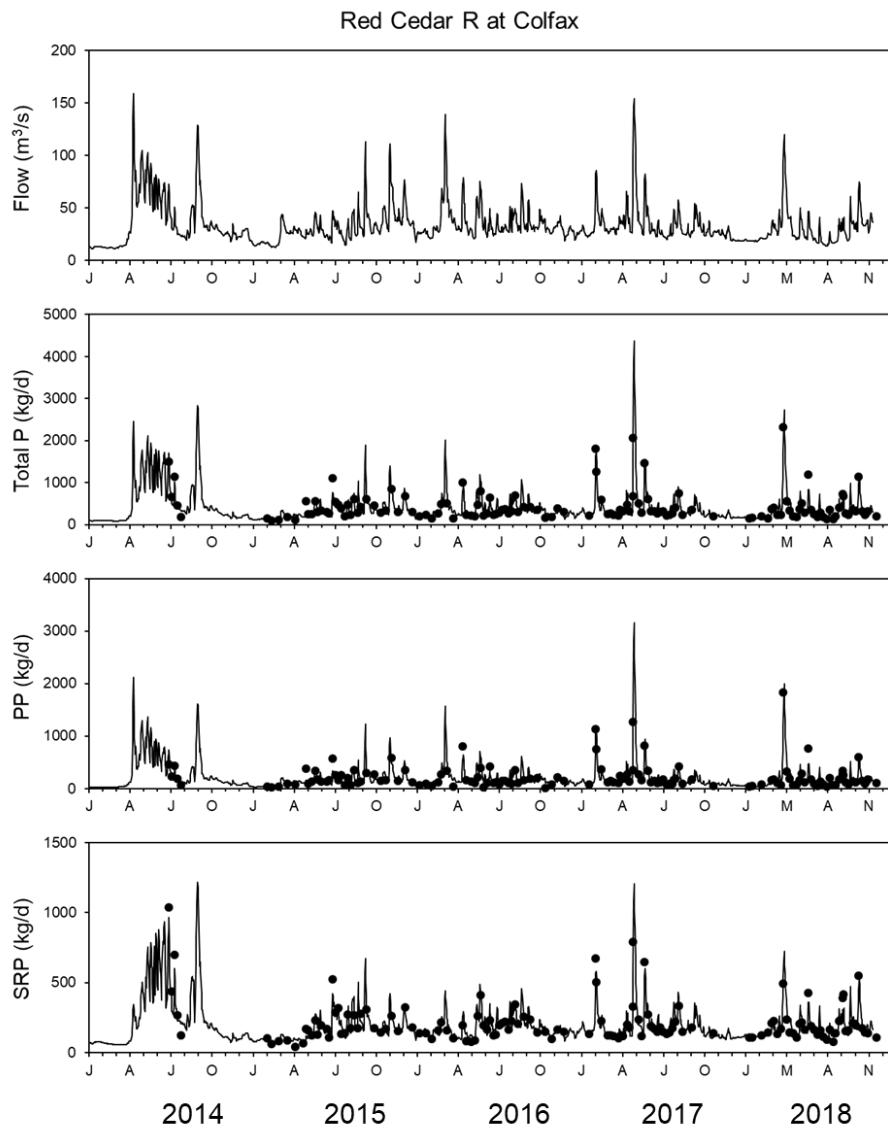 Red Cedar R at Colfax
Flow (m³/s)
200
150
100
50
0
J A J O J A J O J A J O J A J O J M A N
Total P (kg/d)
5000
4000
3000
2000
1000
0
J A J O J A J O J A J O J A J O J M A N
PP (kg/d)
4000
3000
2000
1000
0
J A J O J A J O J A J O J A J O J M A N
SRP (kg/d)
1500
1000
500
0
J A J O J A J O J A J O J A J O J M A N
2014 2015 2016 2017 2018